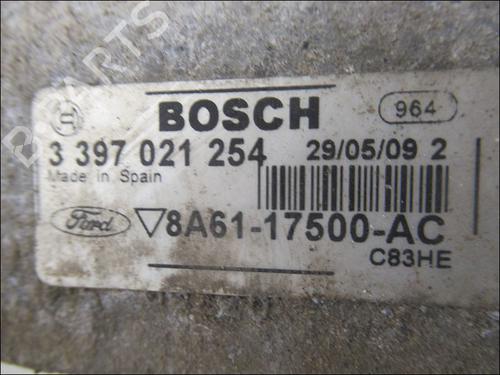 BOSCH
964
3 397 021 254
29/05/09 2
Made in Spain
Ford
8A61-17500-AC
C83HE